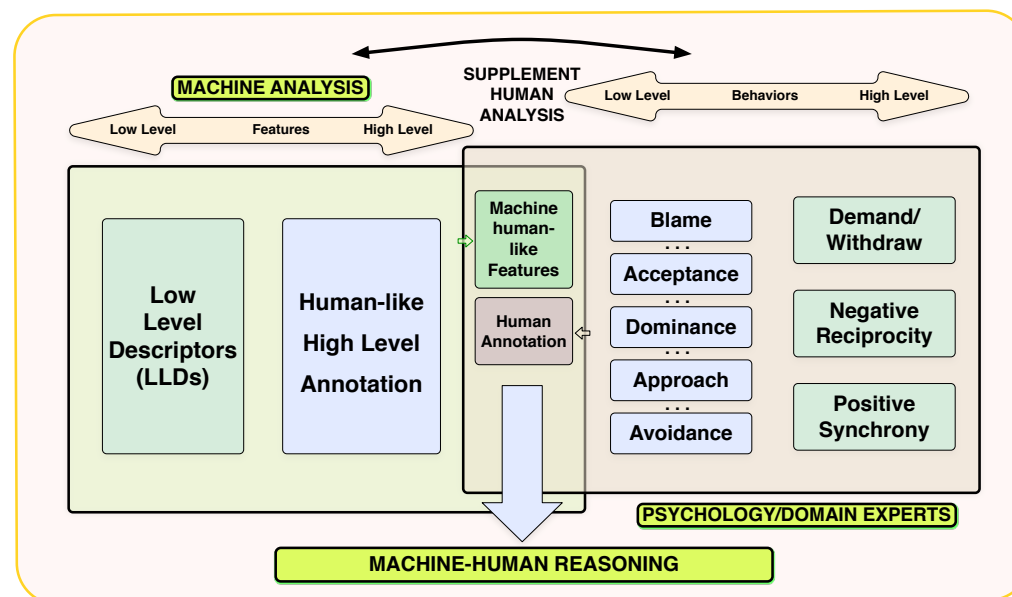 MACHINE ANALYSIS
Low Level Features High Level
SUPPLEMENT
HUMAN
ANALYSIS
Low Level Behaviors High Level
Low
Level
Descriptors
(LLDs)
Human-like
High Level
Annotation
Machine
human-
like
Features
Human
Annotation
Blame
...
Acceptance
...
Dominance
...
Approach
...
Avoidance
Demand/
Withdraw
Negative
Reciprocity
Positive
Synchrony
PSYCHOLOGY/DOMAIN EXPERTS
MACHINE-HUMAN REASONING